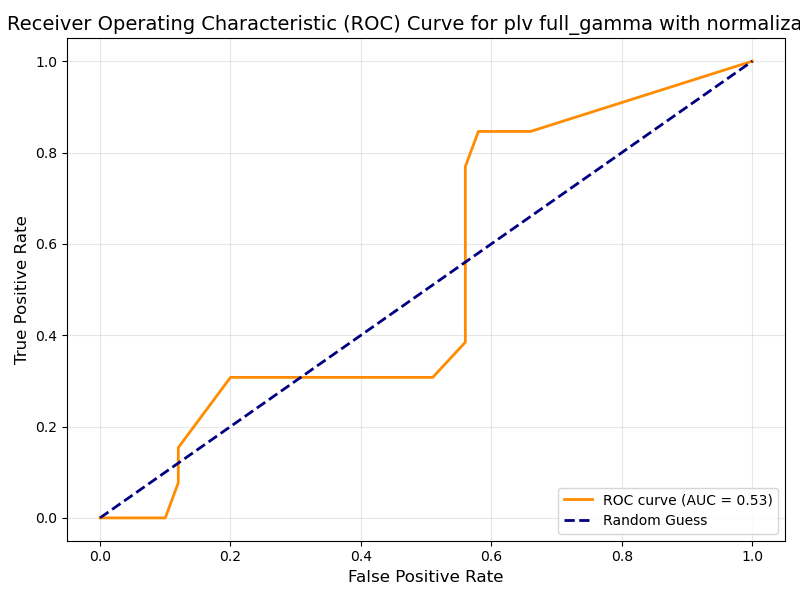 Receiver Operating Characteristic (ROC) Curve for plv full_gamma with normaliza
1.0
0.8
0.6
0.4
0.2
0.0
True Positive Rate
ROC curve (AUC = 0.53)
Random Guess
0.0 0.2 0.4 0.6 0.8 1.0
False Positive Rate